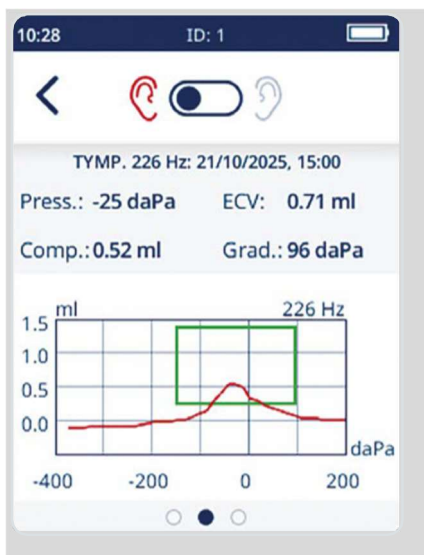 10:28 ID: 1
TYMP. 226 Hz: 21/10/2025, 15:00
Press.: -25 daPa ECV: 0.71 ml
Comp.: 0.52 ml Grad.: 96 daPa
ml 226 Hz
1.5
1.0
0.5
0.0
daPa
-400 -200 0 200